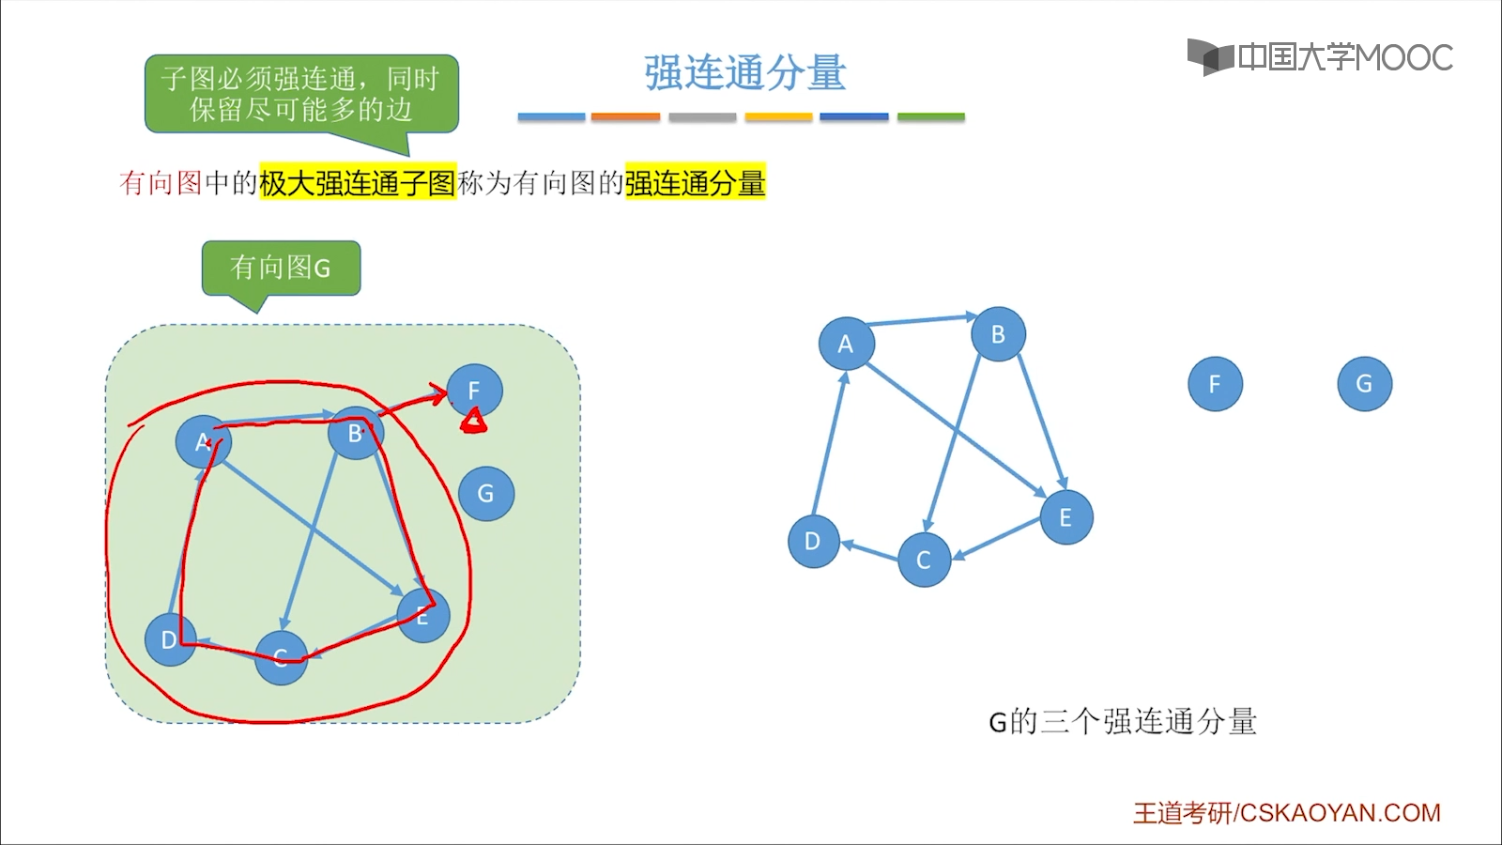 中国大学MOOC
强连通分量
子图必须强连通，同时
保留尽可能多的边
有向图中的极大强连通子图称为有向图的强连通分量
有向图G
A
B
F
G
E
D
C
A
B
F
G
E
D
C
G的三个强连通分量
王道考研/CSKAOYAN.COM